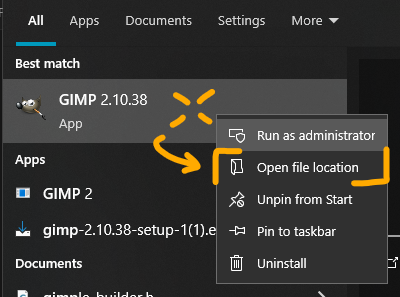 All Apps Documents Settings More
Best match
GIMP 2.10.38
App
Run as administrator
Open file location
Unpin from Start
Pin to taskbar
Uninstall
Apps
GIMP 2
gimp-2.10.38-setup-1(1).e
Documents
gimple_builder.h